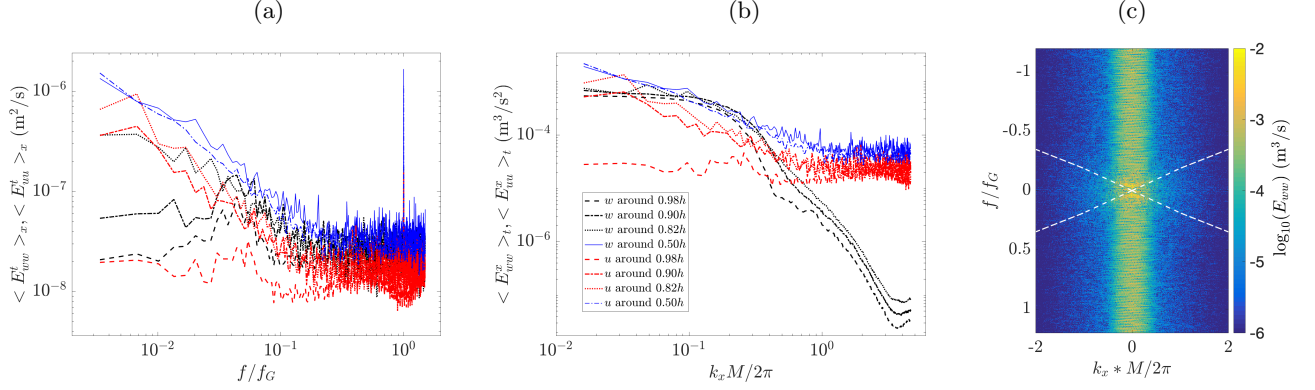 (a)
(b)
(c)
< E^t_ww >_x, < E^t_uu >_x (m²/s)
10⁻⁶
10⁻⁷
10⁻⁸
10⁻²
10⁻¹
10⁰
f/f_G
< E^x_ww >_t, < E^x_uu >_t (m³/s²)
10⁻⁴
10⁻⁶
w around 0.98h
w around 0.90h
w around 0.82h
w around 0.50h
u around 0.98h
u around 0.90h
u around 0.82h
u around 0.50h
10⁻²
10⁻¹
10⁰
k_x M/2π
f/f_G
-1
-0.5
0
0.5
1
-2
0
2
k_x * M/2π
-2
-3
-4
-5
-6
log₁₀(E_ww) (m³/s)